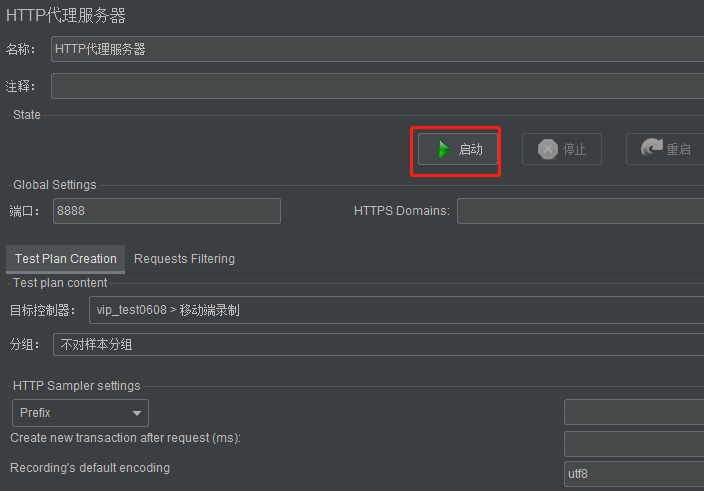 HTTP代理服务器
名称： HTTP代理服务器
注释：
State
启动 停止 重启
Global Settings
端口： 8888 HTTPS Domains:
Test Plan Creation Requests Filtering
Test plan content
目标控制器： vip_test0608 > 移动端录制
分组： 不对样本分组
HTTP Sampler settings
Prefix
Create new transaction after request (ms):
Recording's default encoding utf8